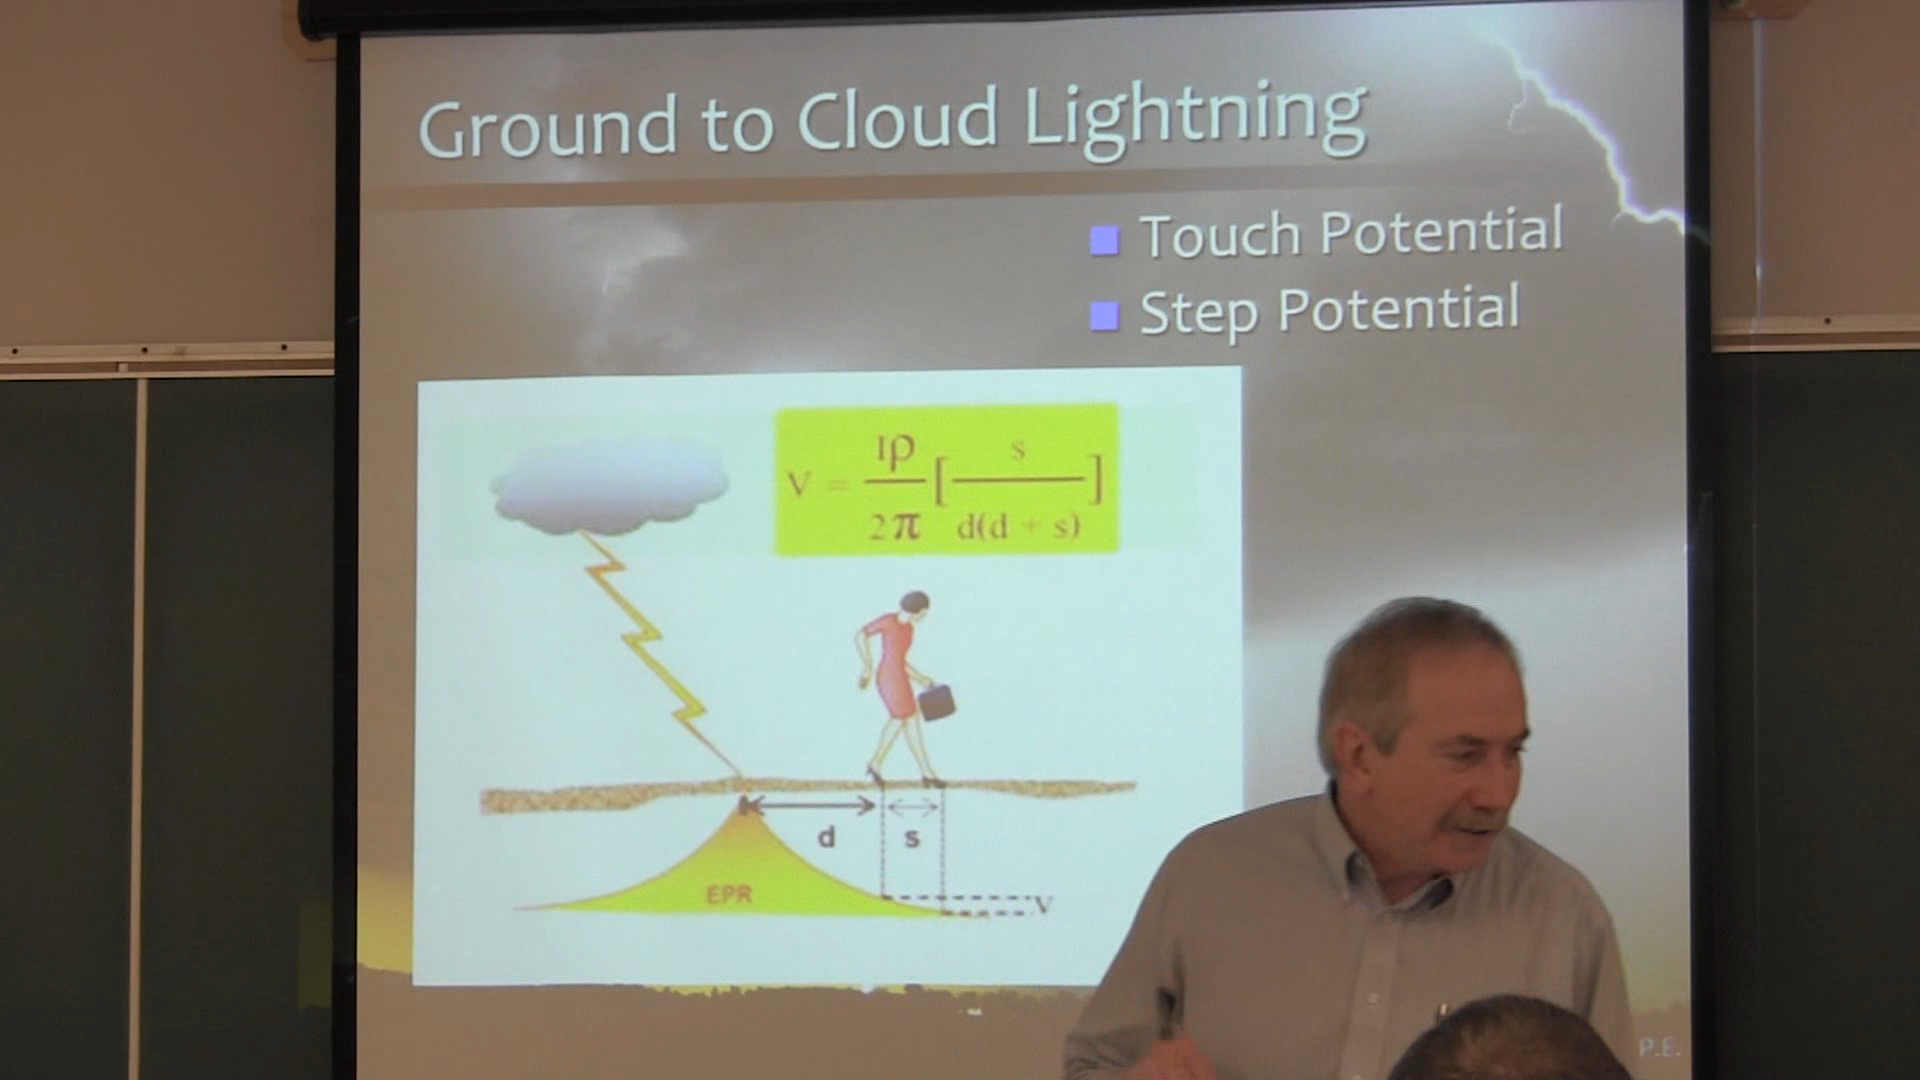 Ground to Cloud Lightning
Touch Potential
Step Potential
V = Iρ/2π [s/d(d + s)]
d
s
EPR
V
P.E.